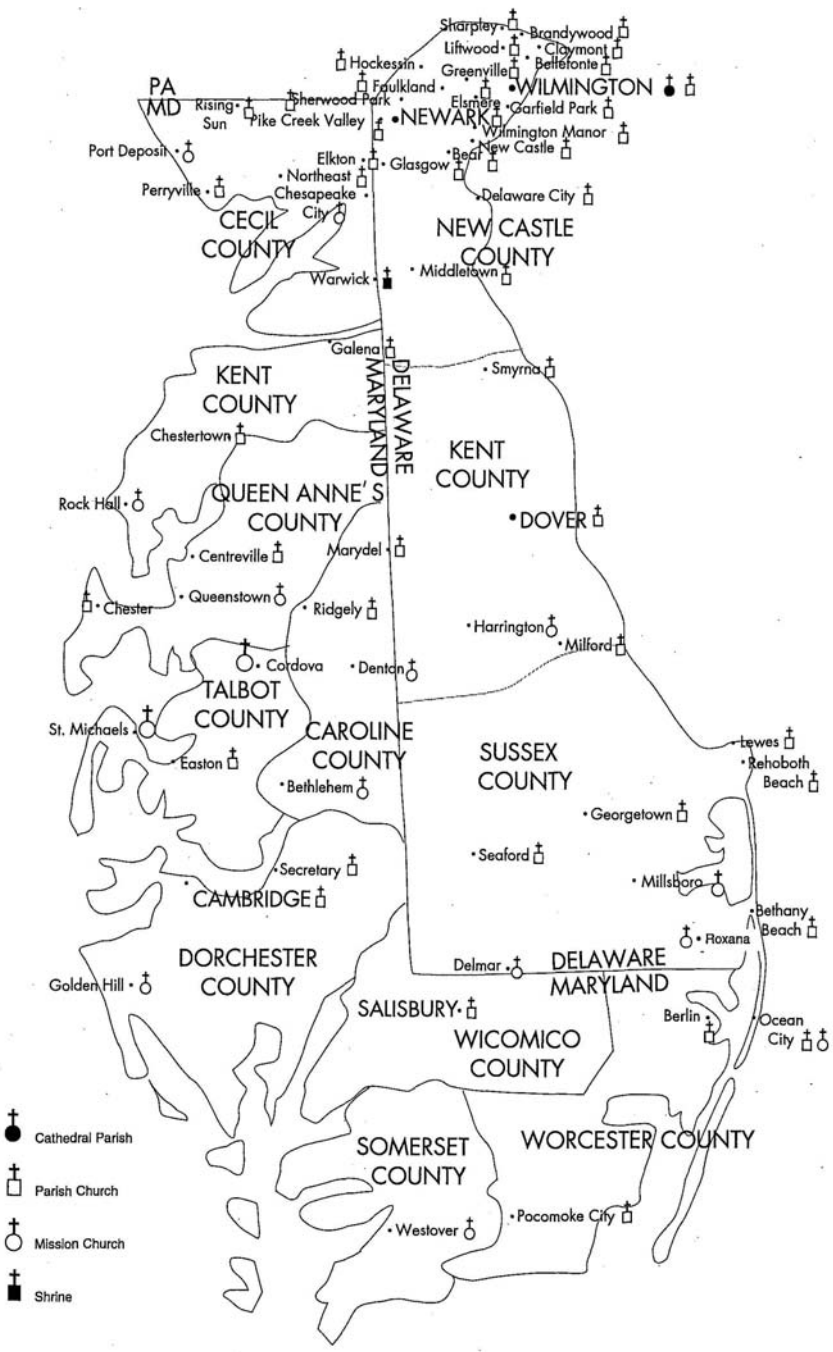 Sharpley
Brandywood
Liftwood
Claymont
Hockessin
Bellefonte
Greenville
PA
MD
Faulkland
WILMINGTON
Rising
Sun
Sherwood Park
Elsmere
Garfield Park
Pike Creek Valley
NEWARK
Wilmington Manor
Port Deposit
New Castle
Elkton
Glasgow
Bear
Northeast
Perryville
Chesapeake
City
Delaware City
CECIL
COUNTY
NEW CASTLE
COUNTY
Warwick
Middletown
Galena
DELAWARE
MARYLAND
Smyrna
KENT
COUNTY
Chestertown
KENT
COUNTY
Rock Hall
QUEEN ANNE'S
COUNTY
DOVER
Centreville
Marydel
Queenstown
Chester
Ridgely
Harrington
Milford
Cordova
Denton
TALBOT
COUNTY
St. Michaels
CAROLINE
COUNTY
Easton
SUSSEX
COUNTY
Lewes
Rehoboth
Beach
Bethlehem
Georgetown
Seaford
Secretary
Millsboro
CAMBRIDGE
Bethany
Beach
Roxana
DORCHESTER
COUNTY
Delmar
DELAWARE
MARYLAND
Golden Hill
SALISBURY
Berlin
Ocean
City
WICOMICO
COUNTY
Cathedral Parish
SOMERSET
COUNTY
WORCESTER COUNTY
Parish Church
Pocomoke City
Westover
Mission Church
Shrine